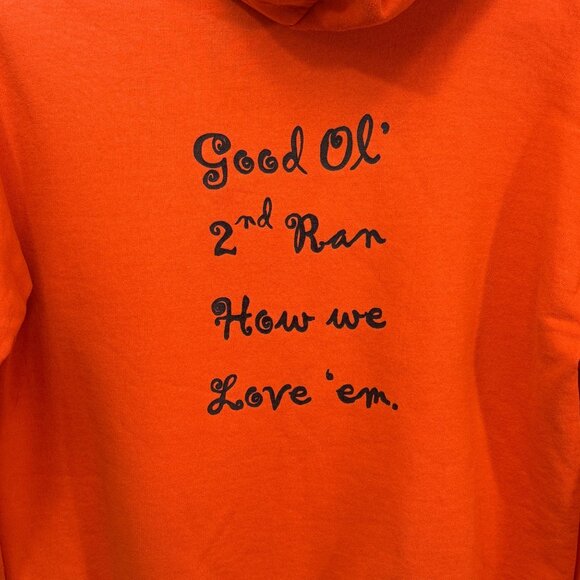 Good Ol'
2nd Ran
How we
Love 'em.